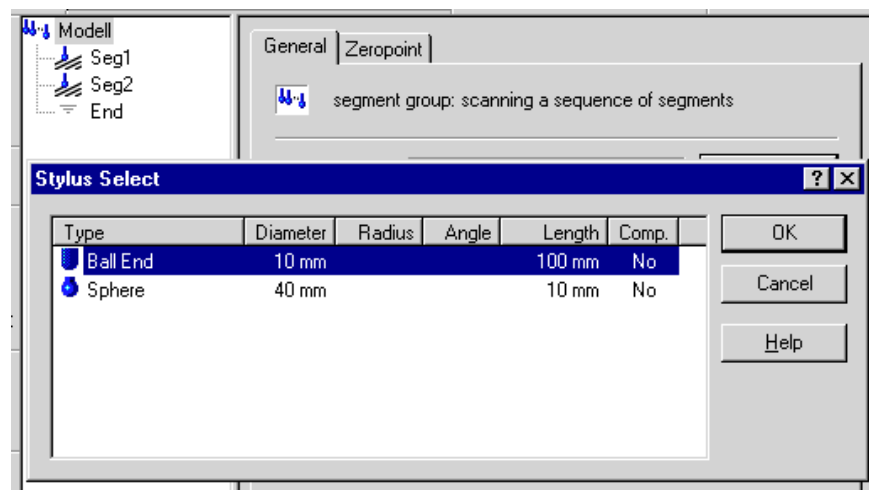 Modell
Seg1
Seg2
End
General Zeropoint
segment group: scanning a sequence of segments
Stylus Select
Type Diameter Radius Angle Length Comp.
Ball End 10 mm 100 mm No
Sphere 40 mm 10 mm No
OK
Cancel
Help